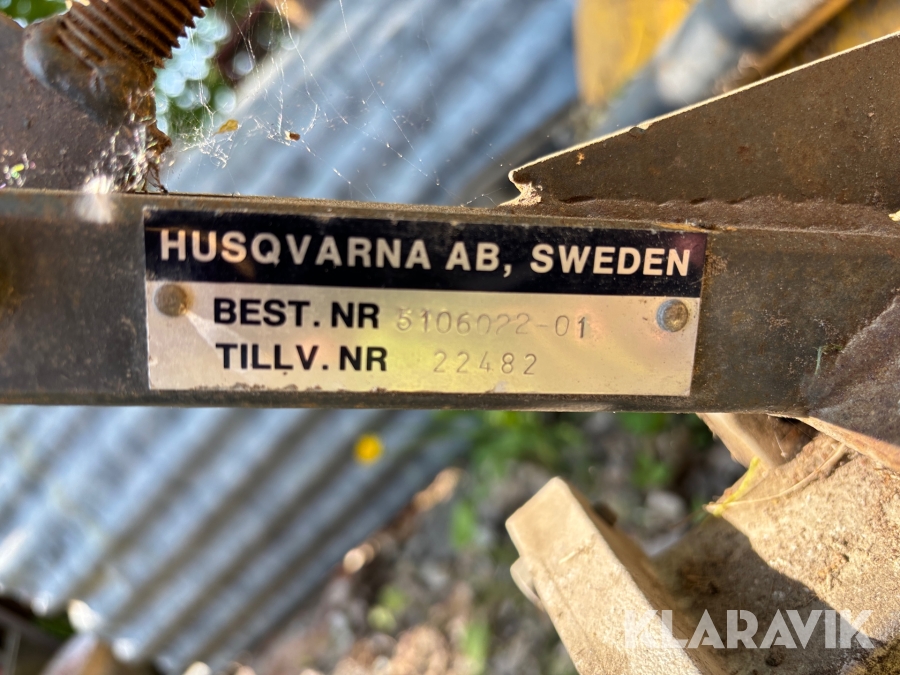 HUSQVARNA AB, SWEDEN
BEST. NR 5106022-01
TILLV. NR 22482
KLARAVIK